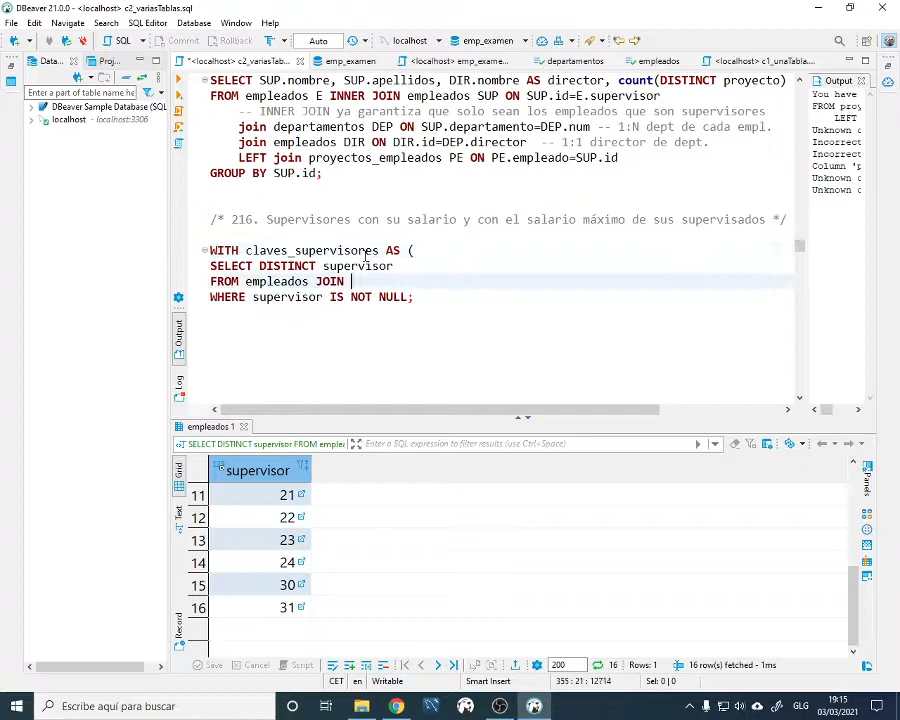 DBeaver 21.0.0 - c2_variasTablas.sql
File Edit Navigate Search SQL Editor Database Window Help
SQL Commit Rollback T Auto localhost emp_examen
Data... Proj... *<localhost> c2_variasTab... emp_examen <localhost> emp_exame... departamentos empleados <localhost> c1_unaTabla...
Enter a part of table name he
DBeaver Sample Database (SQL
localhost:3306
SELECT SUP.nombre, SUP.apellidos, DIR.nombre AS director, count(DISTINCT proyecto)
FROM empleados E INNER JOIN empleados SUP ON SUP.id=E.supervisor
-- INNER JOIN ya garantiza que solo sean los empleados que son supervisores
join departamentos DEP ON SUP.departamento=DEP.num -- 1:N dept de cada empl.
join empleados DIR ON DIR.id=DEP.director -- 1:1 director de dept.
LEFT join proyectos_empleados PE ON PE.empleado=SUP.id
GROUP BY SUP.id;
/* 216. Supervisores con su salario y con el salario máximo de sus supervisados */
WITH claves_supervisores AS (
SELECT DISTINCT supervisor
FROM empleados JOIN
WHERE supervisor IS NOT NULL;
Output
Log
Output
You have
FROM proy
LEFT
Unknown c
Incorrect
Incorrect
Column 'p
Unknown c
Unknown c
empleados 1
SELECT DISTINCT supervisor FROM emplea
Enter a SQL expression to filter results (use Ctrl+Space)
Grid
Text
Record
Panels
123 supervisor
11 21
12 22
13 23
14 24
15 30
16 31
Save Cancel Script 200 16 Rows: 1 16 row(s) fetched - 1ms
CET en Writable Smart Insert 355 : 21 : 12714 Sel: 0 | 0
Escribe aquí para buscar
GLG
19:15
03/03/2021